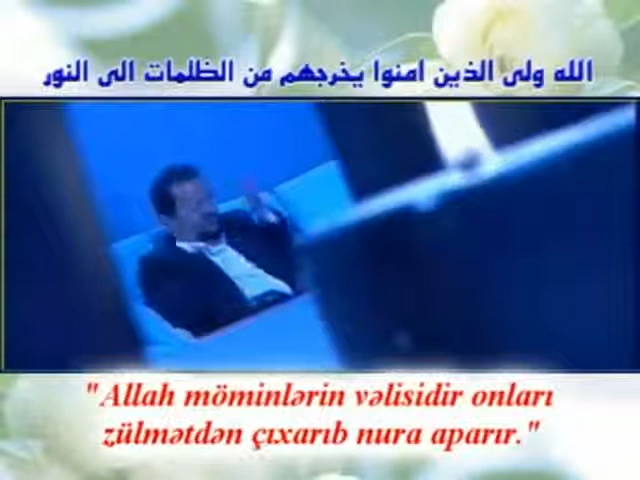 الله ولى الذين امنوا يخرجهم من الظلمات الى النور
"Allah möminlərin vəlisidir onları
zülmətdən çıxarıb nura aparır."